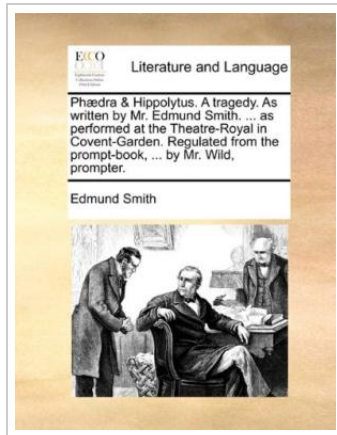 ECCO
Literature and Language
Phædra & Hippolytus. A tragedy. As
written by Mr. Edmund Smith. ... as
performed at the Theatre-Royal in
Covent-Garden. Regulated from the
prompt-book, ... by Mr. Wild,
prompter.
Edmund Smith